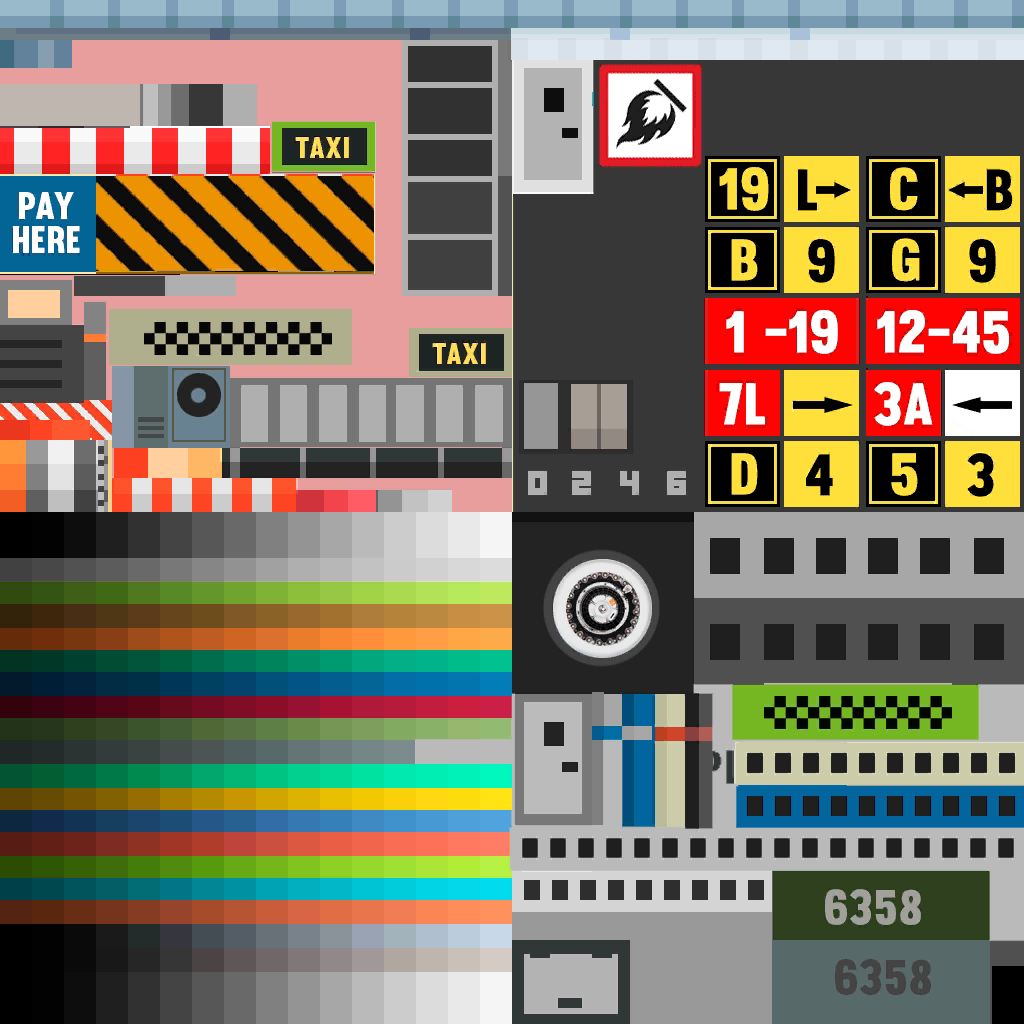 TAXI
PAY
HERE
TAXI
19 L→ C ←B
B 9 G 9
1 -19 12-45
7L → 3A ←
0 2 4 6
D 4 5 3
6358
6358